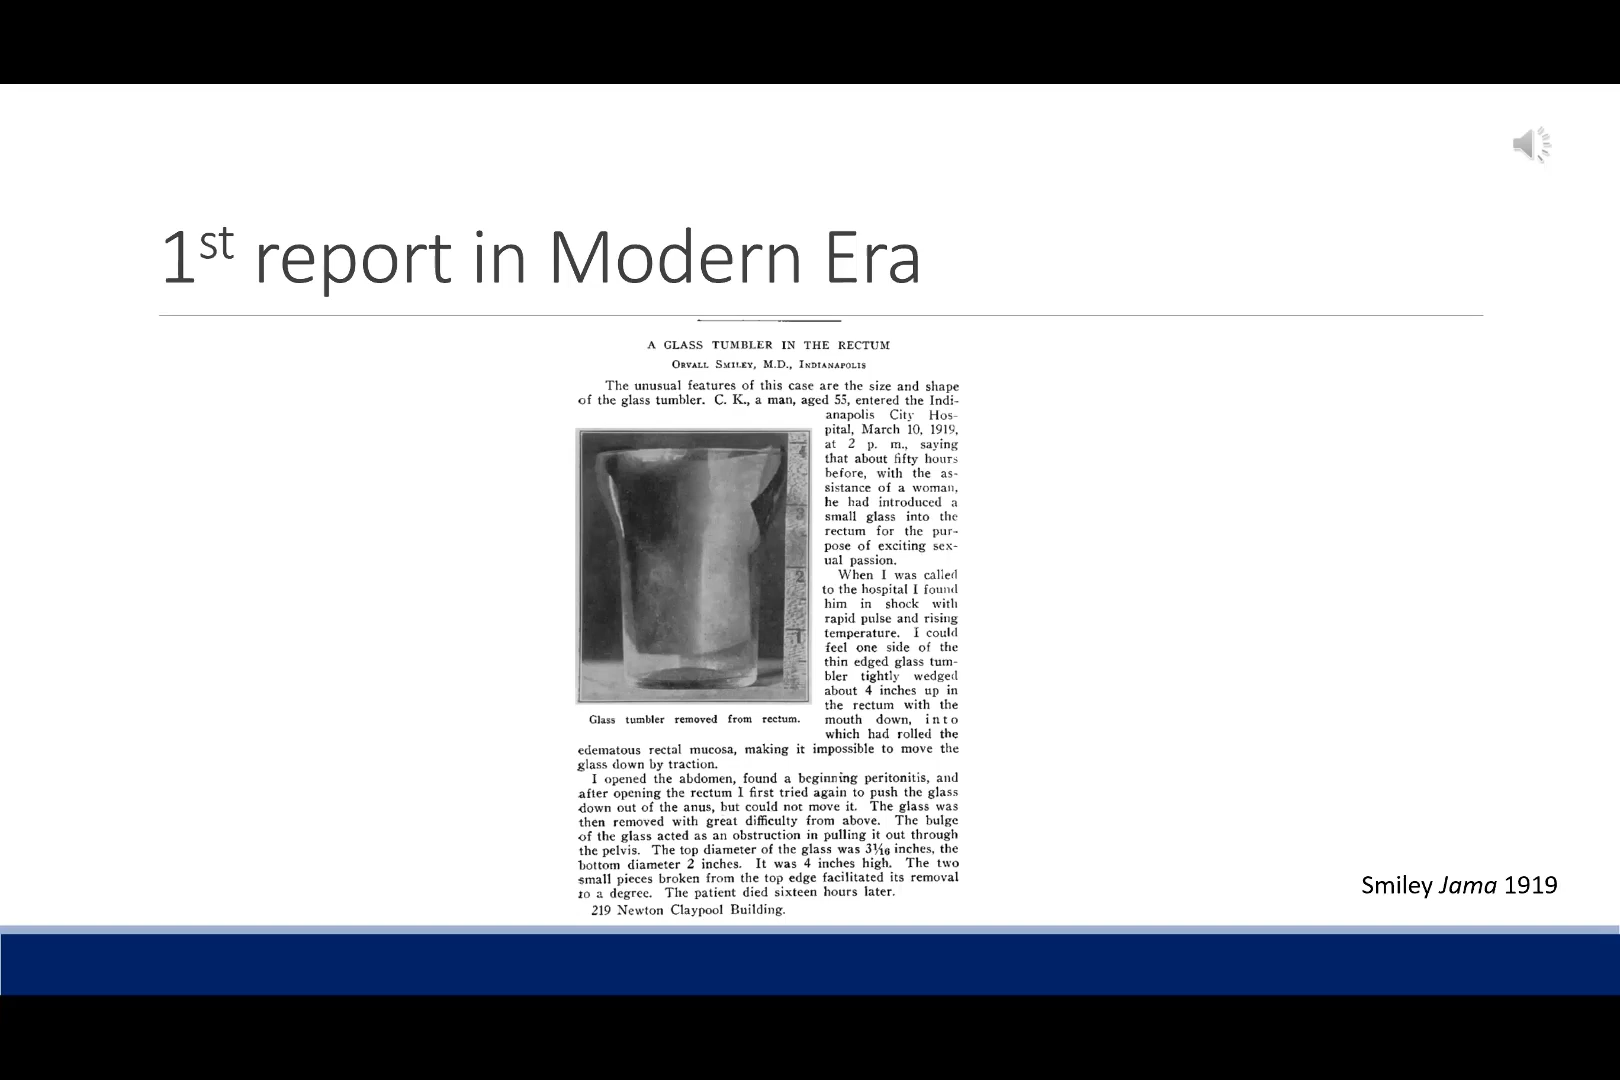 1st report in Modern Era
A GLASS TUMBLER IN THE RECTUM
Orvall Smiley, M.D., Indianapolis
The unusual features of this case are the size and shape
of the glass tumbler. C. K., a man, aged 55, entered the Indi-
anapolis City Hos-
pital, March 10, 1919,
at 2 p. m., saying
that about fifty hours
before, with the as-
sistance of a woman,
he had introduced a
small glass into the
rectum for the pur-
pose of exciting sex-
ual passion.
When I was called
to the hospital I found
him in shock with
rapid pulse and rising
temperature. I could
feel one side of the
thin edged glass tum-
bler tightly wedged
about 4 inches up in
the rectum with the
mouth down, into
which had rolled the
4
3
2
1
Glass tumbler removed from rectum.
edematous rectal mucosa, making it impossible to move the
glass down by traction.
I opened the abdomen, found a beginning peritonitis, and
after opening the rectum I first tried again to push the glass
down out of the anus, but could not move it. The glass was
then removed with great difficulty from above. The bulge
of the glass acted as an obstruction in pulling it out through
the pelvis. The top diameter of the glass was 3 1/16 inches, the
bottom diameter 2 inches. It was 4 inches high. The two
small pieces broken from the top edge facilitated its removal
to a degree. The patient died sixteen hours later.
219 Newton Claypool Building.
Smiley Jama 1919